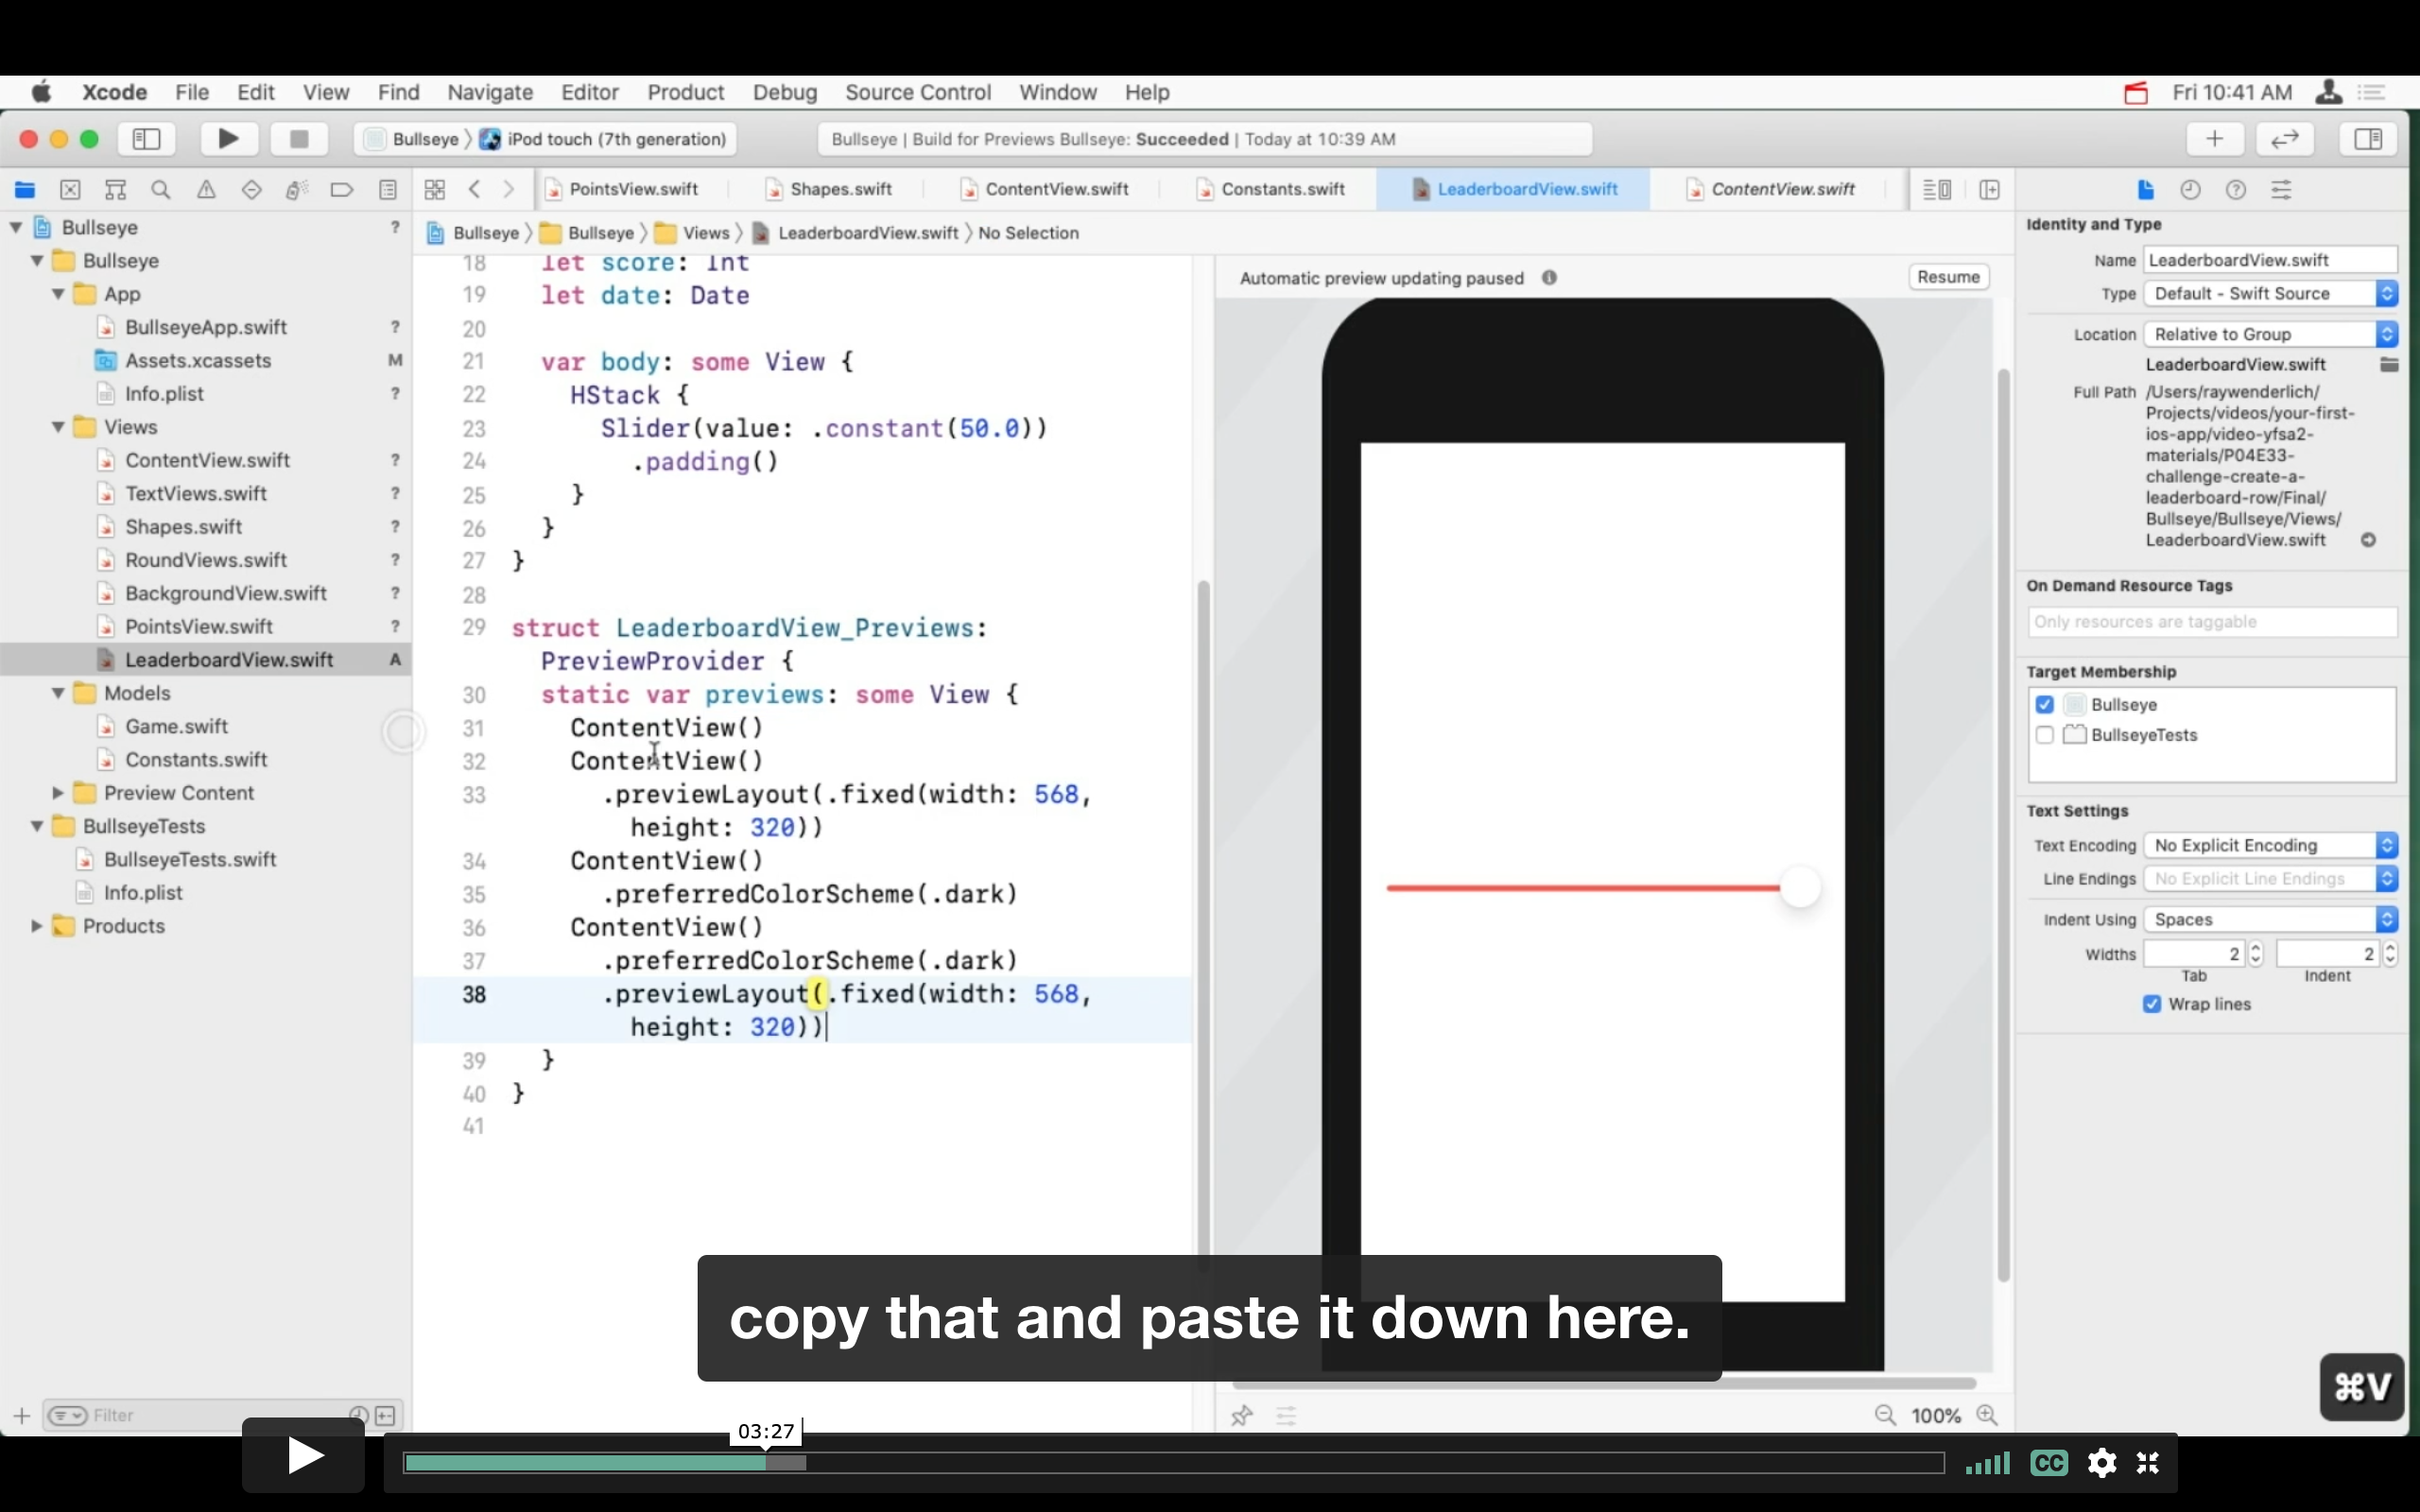 Xcode File Edit View Find Navigate Editor Product Debug Source Control Window Help Fri 10:41 AM
Bullseye iPod touch (7th generation) Bullseye | Build for Previews Bullseye: Succeeded | Today at 10:39 AM
PointsView.swift Shapes.swift ContentView.swift Constants.swift LeaderboardView.swift ContentView.swift
Bullseye Bullseye Views LeaderboardView.swift No Selection
Bullseye ?
Bullseye
App
BullseyeApp.swift ?
Assets.xcassets M
Info.plist ?
Views
ContentView.swift ?
TextViews.swift ?
Shapes.swift ?
RoundViews.swift ?
BackgroundView.swift ?
PointsView.swift ?
LeaderboardView.swift A
Models
Game.swift
Constants.swift
Preview Content
BullseyeTests
BullseyeTests.swift
Info.plist
Products
Filter
18 let score: Int
19 let date: Date
20
21 var body: some View {
22 HStack {
23 Slider(value: .constant(50.0))
24 .padding()
25 }
26 }
27 }
28
29 struct LeaderboardView_Previews:
PreviewProvider {
30 static var previews: some View {
31 ContentView()
32 ContentView()
33 .previewLayout(.fixed(width: 568,
height: 320))
34 ContentView()
35 .preferredColorScheme(.dark)
36 ContentView()
37 .preferredColorScheme(.dark)
38 .previewLayout(.fixed(width: 568,
height: 320))
39 }
40 }
41
Automatic preview updating paused Resume
100%
Identity and Type
Name LeaderboardView.swift
Type Default - Swift Source
Location Relative to Group
LeaderboardView.swift
Full Path /Users/raywenderlich/
Projects/videos/your-first-
ios-app/video-yfsa2-
materials/P04E33-
challenge-create-a-
leaderboard-row/Final/
Bullseye/Bullseye/Views/
LeaderboardView.swift
On Demand Resource Tags
Only resources are taggable
Target Membership
Bullseye
BullseyeTests
Text Settings
Text Encoding No Explicit Encoding
Line Endings No Explicit Line Endings
Indent Using Spaces
Widths 2 2
Tab Indent
Wrap lines
copy that and paste it down here.
⌘V
03:27
CC